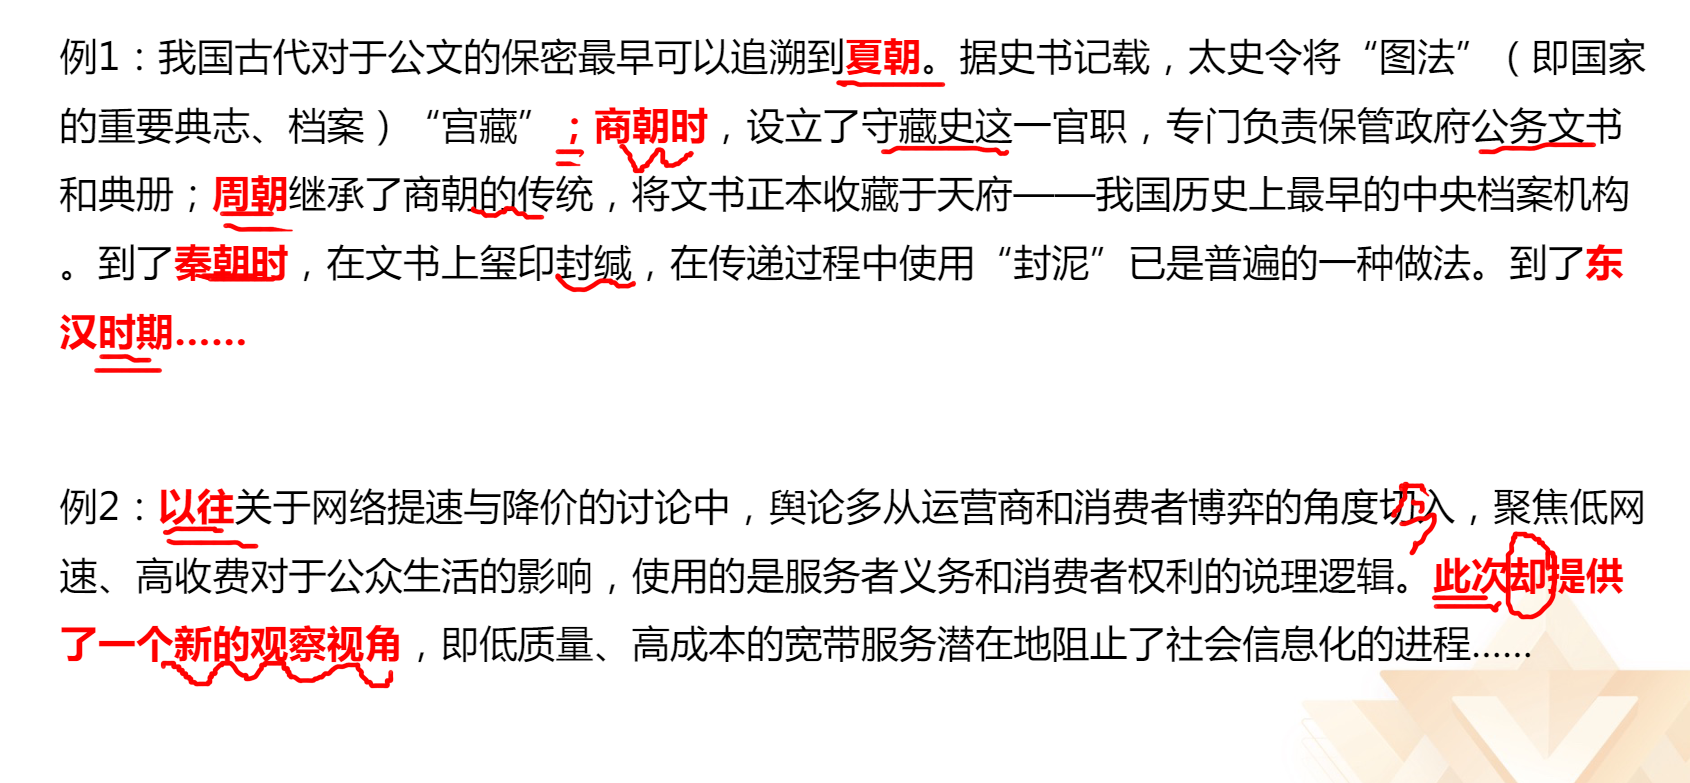 例1：我国古代对于公文的保密最早可以追溯到夏朝。据史书记载，太史令将“图法”（即国家
的重要典志、档案）“宫藏”；商朝时，设立了守藏史这一官职，专门负责保管政府公务文书
和典册；周朝继承了商朝的传统，将文书正本收藏于天府——我国历史上最早的中央档案机构
。到了秦朝时，在文书上玺印封缄，在传递过程中使用“封泥”已是普遍的一种做法。到了东
汉时期……
例2：以往关于网络提速与降价的讨论中，舆论多从运营商和消费者博弈的角度切入，聚焦低网
速、高收费对于公众生活的影响，使用的是服务者义务和消费者权利的说理逻辑。此次却提供
了一个新的观察视角，即低质量、高成本的宽带服务潜在地阻止了社会信息化的进程……